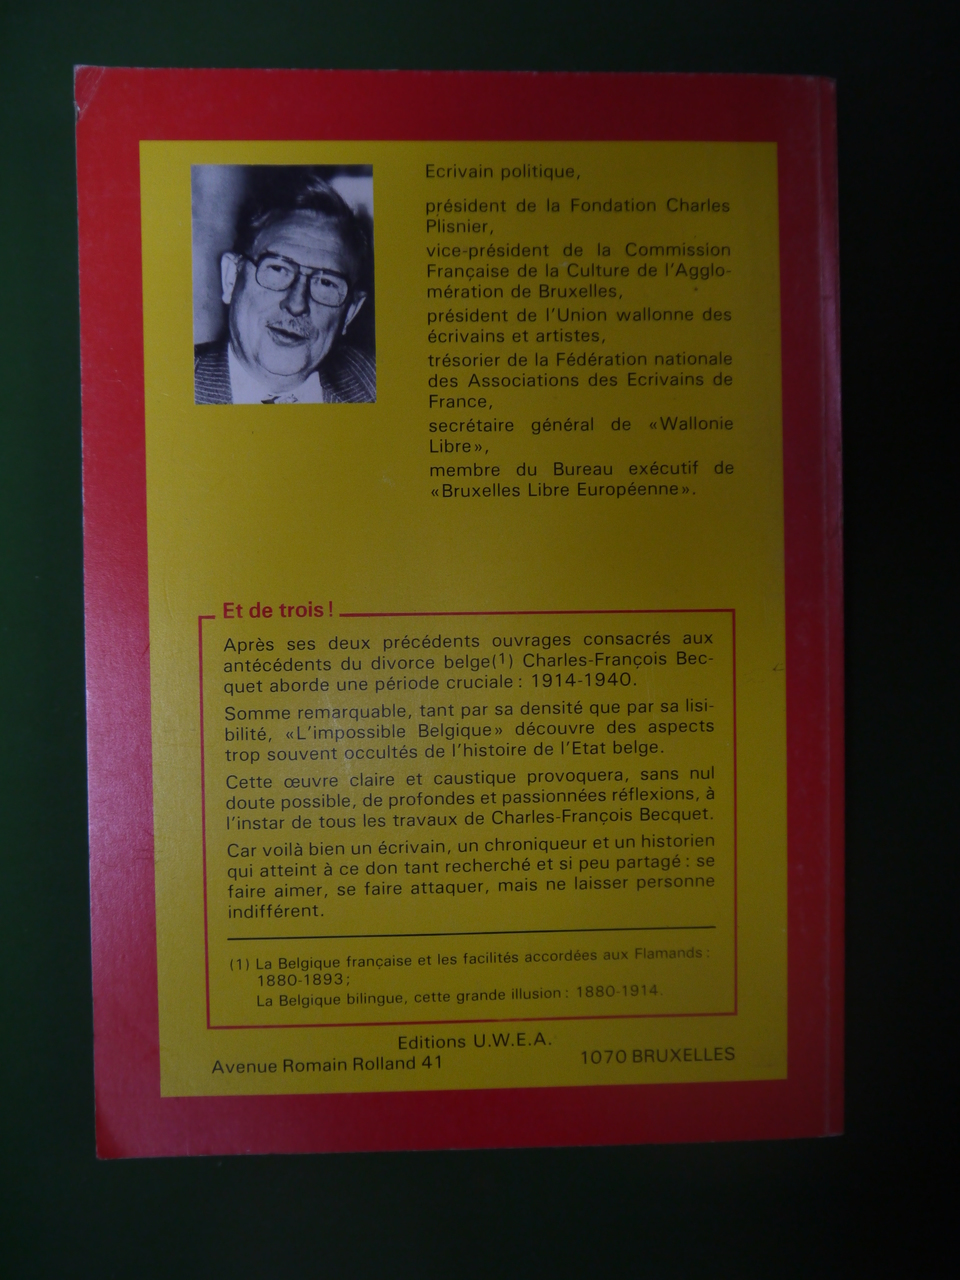 Ecrivain politique,
président de la Fondation Charles
Plisnier,
vice-président de la Commission
Française de la Culture de l'Agglo-
mération de Bruxelles,
président de l'Union wallonne des
écrivains et artistes,
trésorier de la Fédération nationale
des Associations des Ecrivains de
France,
secrétaire général de «Wallonie
Libre»,
membre du Bureau exécutif de
«Bruxelles Libre Européenne».
Et de trois !
Après ses deux précédents ouvrages consacrés aux
antécédents du divorce belge(1) Charles-François Bec-
quet aborde une période cruciale : 1914-1940.
Somme remarquable, tant par sa densité que par sa lisi-
bilité, «L'impossible Belgique» découvre des aspects
trop souvent occultés de l'histoire de l'Etat belge.
Cette œuvre claire et caustique provoquera, sans nul
doute possible, de profondes et passionnées réflexions, à
l'instar de tous les travaux de Charles-François Becquet.
Car voilà bien un écrivain, un chroniqueur et un historien
qui atteint à ce don tant recherché et si peu partagé : se
faire aimer, se faire attaquer, mais ne laisser personne
indifférent.
(1) La Belgique française et les facilités accordées aux Flamands :
1880-1893 ;
La Belgique bilingue, cette grande illusion : 1880-1914.
Editions U.W.E.A.
Avenue Romain Rolland 41 1070 BRUXELLES